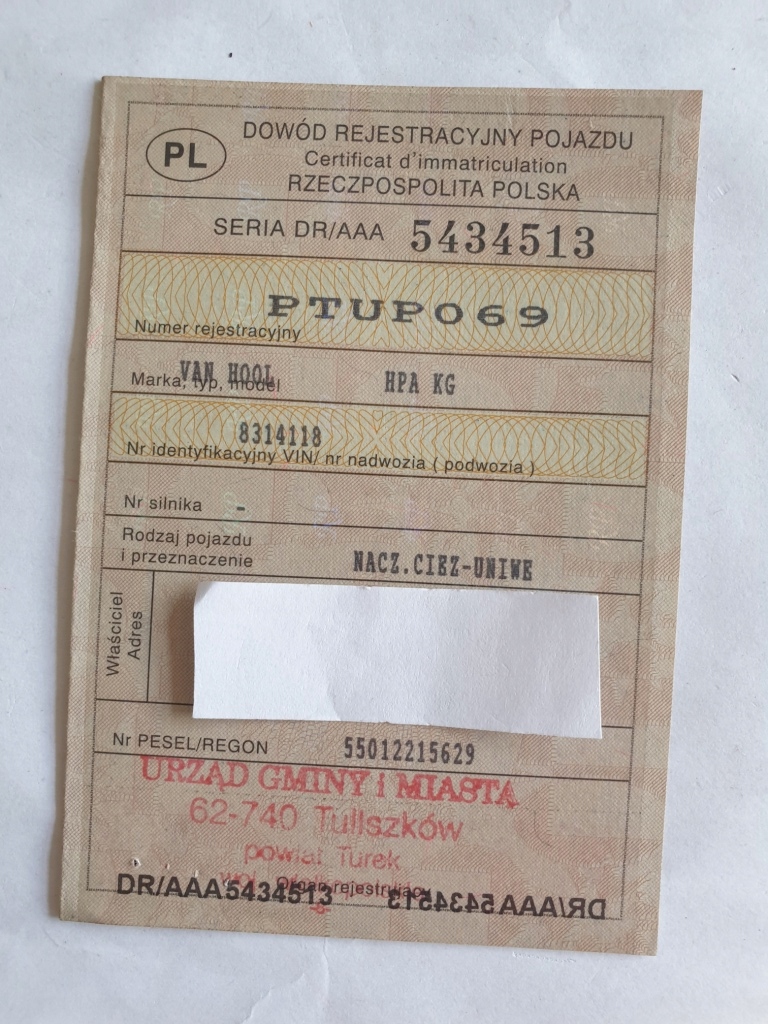 PL
DOWÓD REJESTRACYJNY POJAZDU
Certificat d'immatriculation
RZECZPOSPOLITA POLSKA
SERIA DR/AAA 5434513
PTUP069
Numer rejestracyjny
VAN HOOL HPA KG
Marka, typ, model
8314118
Nr identyfikacyjny VIN/ nr nadwozia ( podwozia )
Nr silnika -
Rodzaj pojazdu
i przeznaczenie NACZ.CIEZ-UNIWE
Właściciel
Adres
Nr PESEL/REGON 55012215629
URZĄD GMINY i MIASTA
62-740 Tuliszków
powiat Turek
Organ rejestrujący
DR/AAA5434513 DR/AAA5434513